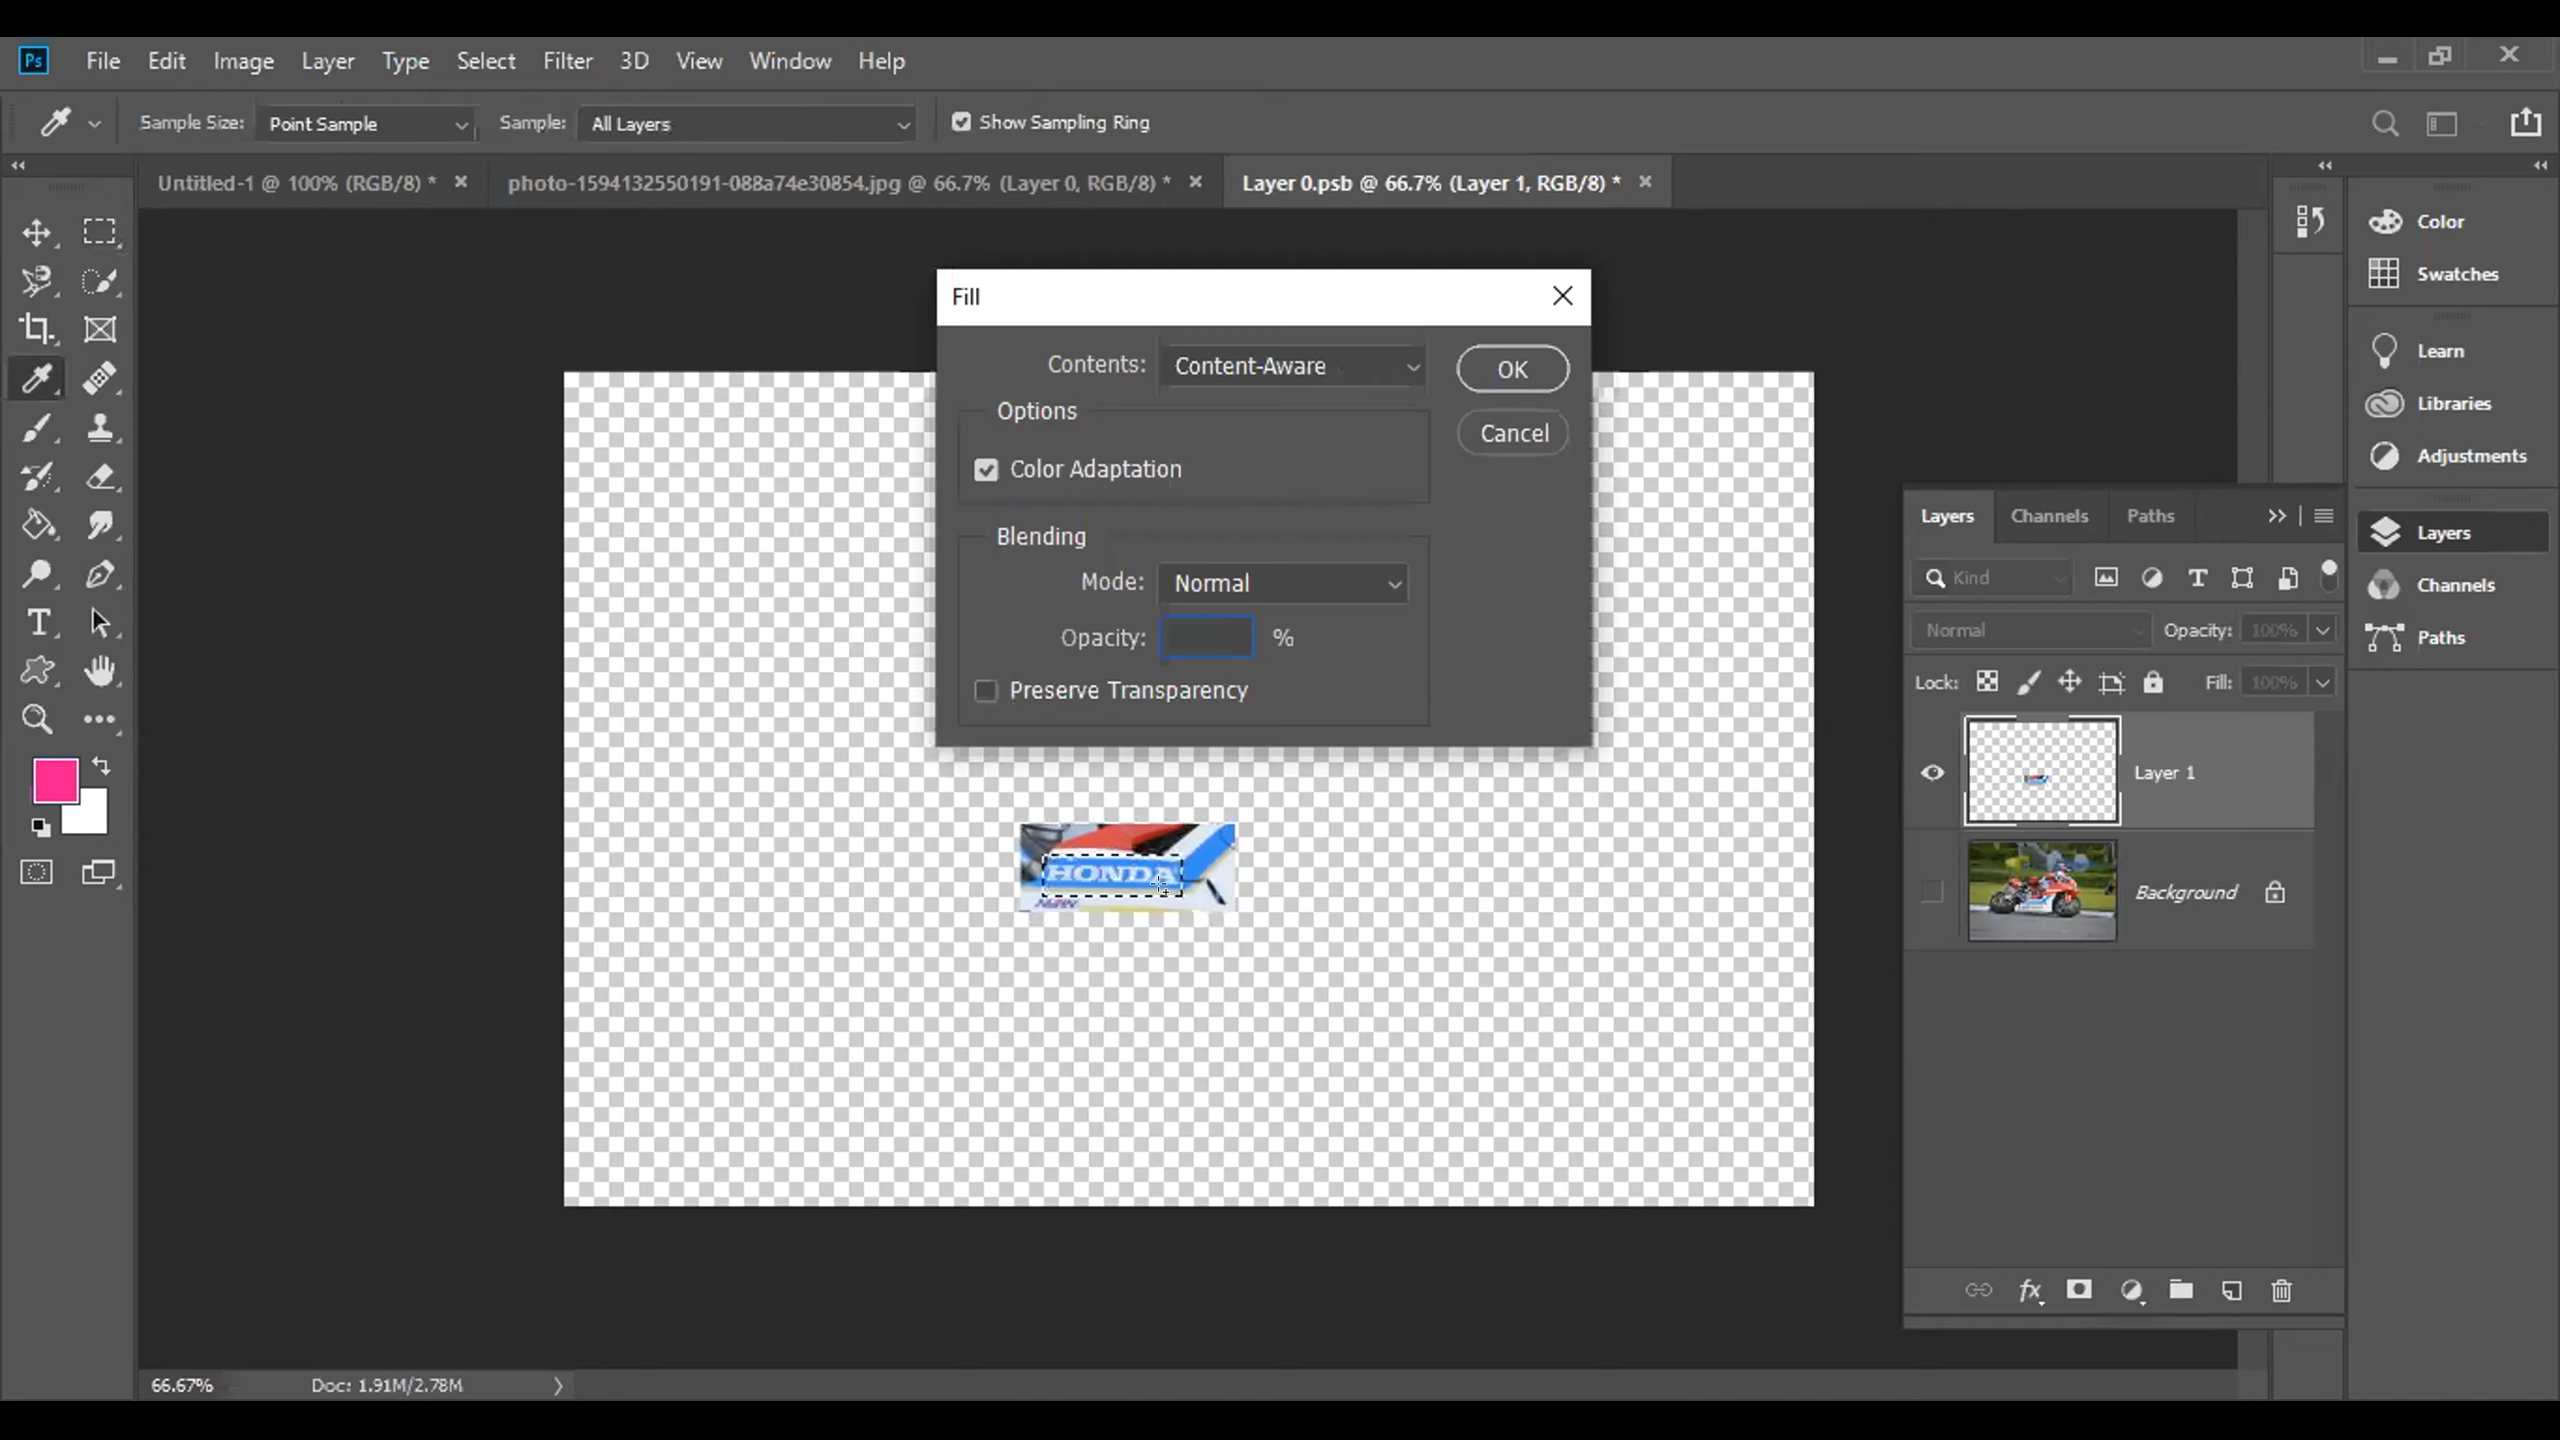 Ps File Edit Image Layer Type Select Filter 3D View Window Help
Sample Size: Point Sample Sample: All Layers Show Sampling Ring
Untitled-1 @ 100% (RGB/8) * photo-1594132550191-088a74e30854.jpg @ 66.7% (Layer 0, RGB/8) * Layer 0.psb @ 66.7% (Layer 1, RGB/8) *
Fill
Contents: Content-Aware OK
Options Cancel
Color Adaptation
Blending
Mode: Normal
Opacity: %
Preserve Transparency
HONDA
Color
Swatches
Learn
Libraries
Adjustments
Layers
Channels
Paths
Layers Channels Paths
Kind
Normal Opacity: 100%
Lock: Fill: 100%
Layer 1
Background
fx
66.67% Doc: 1.91M/2.78M